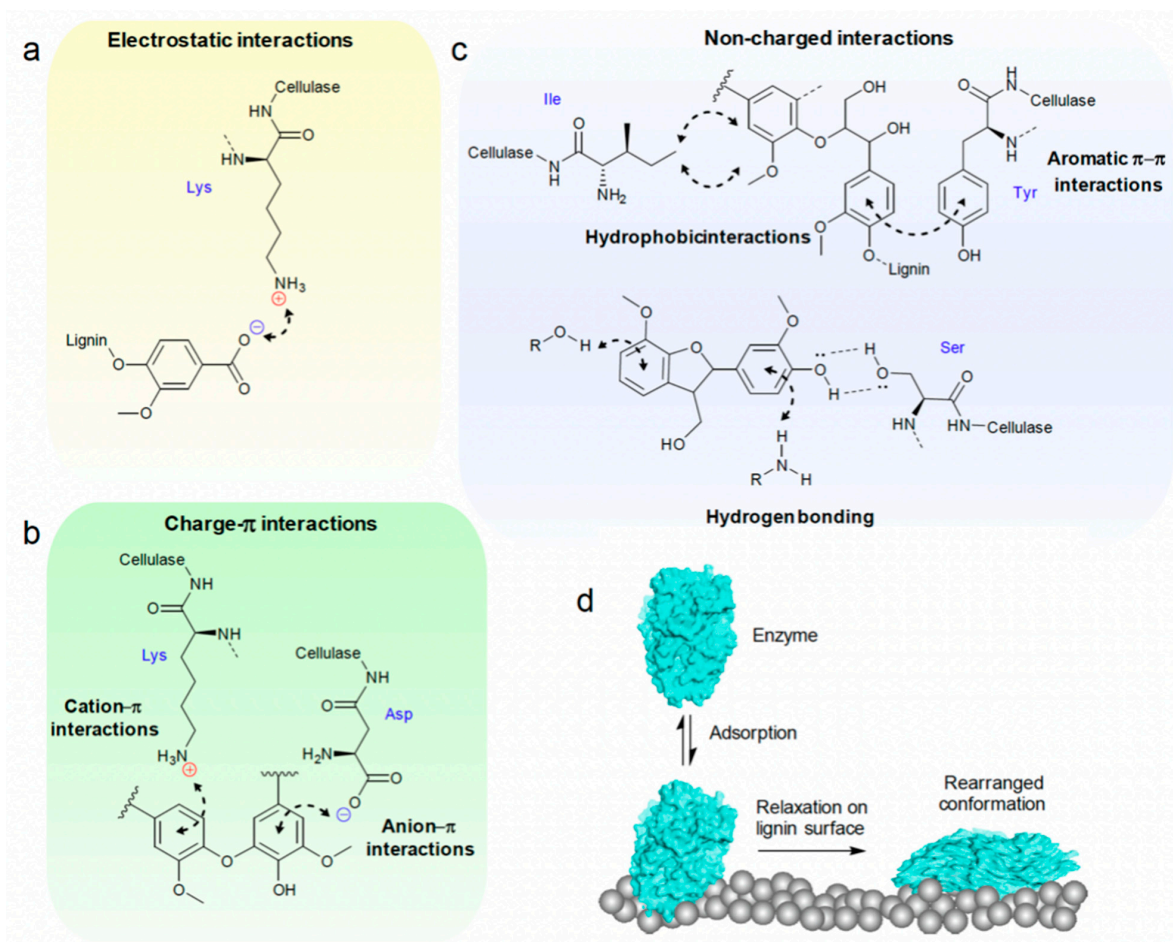 a
Electrostatic interactions
Cellulase
HN
O
HN
Lys
NH3
⊕
⊖
Lignin
O
O
O
O
b
Charge-π interactions
Cellulase
NH
O
NH
Lys
Cation–π
interactions
H3N
⊕
Cellulase
NH
O
Asp
H2N
O
O
⊖
Anion–π
interactions
O
O
O
OH
c
Non-charged interactions
Ile
Cellulase
N
H
O
NH2
OH
OH
O
O
O
O
Lignin
Hydrophobicinteractions
O
H
N
Cellulase
N
H
Aromatic π–π
interactions
Tyr
OH
R
O
H
O
O
O
O
H
HO
H
N
R
H
H
O
Ser
O
HN
HN
Cellulase
Hydrogen bonding
d
Enzyme
Adsorption
Relaxation on
lignin surface
Rearranged
conformation